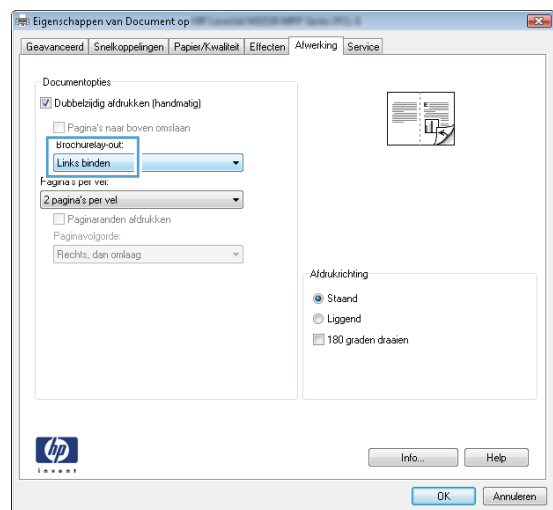 Eigenschappen van Document op
Geavanceerd Snelkoppelingen Papier/Kwaliteit Effecten Afwerking Service
Documentopties
Dubbelzijdig afdrukken (handmatig)
Pagina's naar boven omslaan
Brochurelay-out:
Links binden
Pagina's per vel:
2 pagina's per vel
Paginaranden afdrukken
Paginavolgorde:
Rechts, dan omlaag
Afdrukrichting
Staand
Liggend
180 graden draaien
hp
invent
Info... Help
OK Annuleren